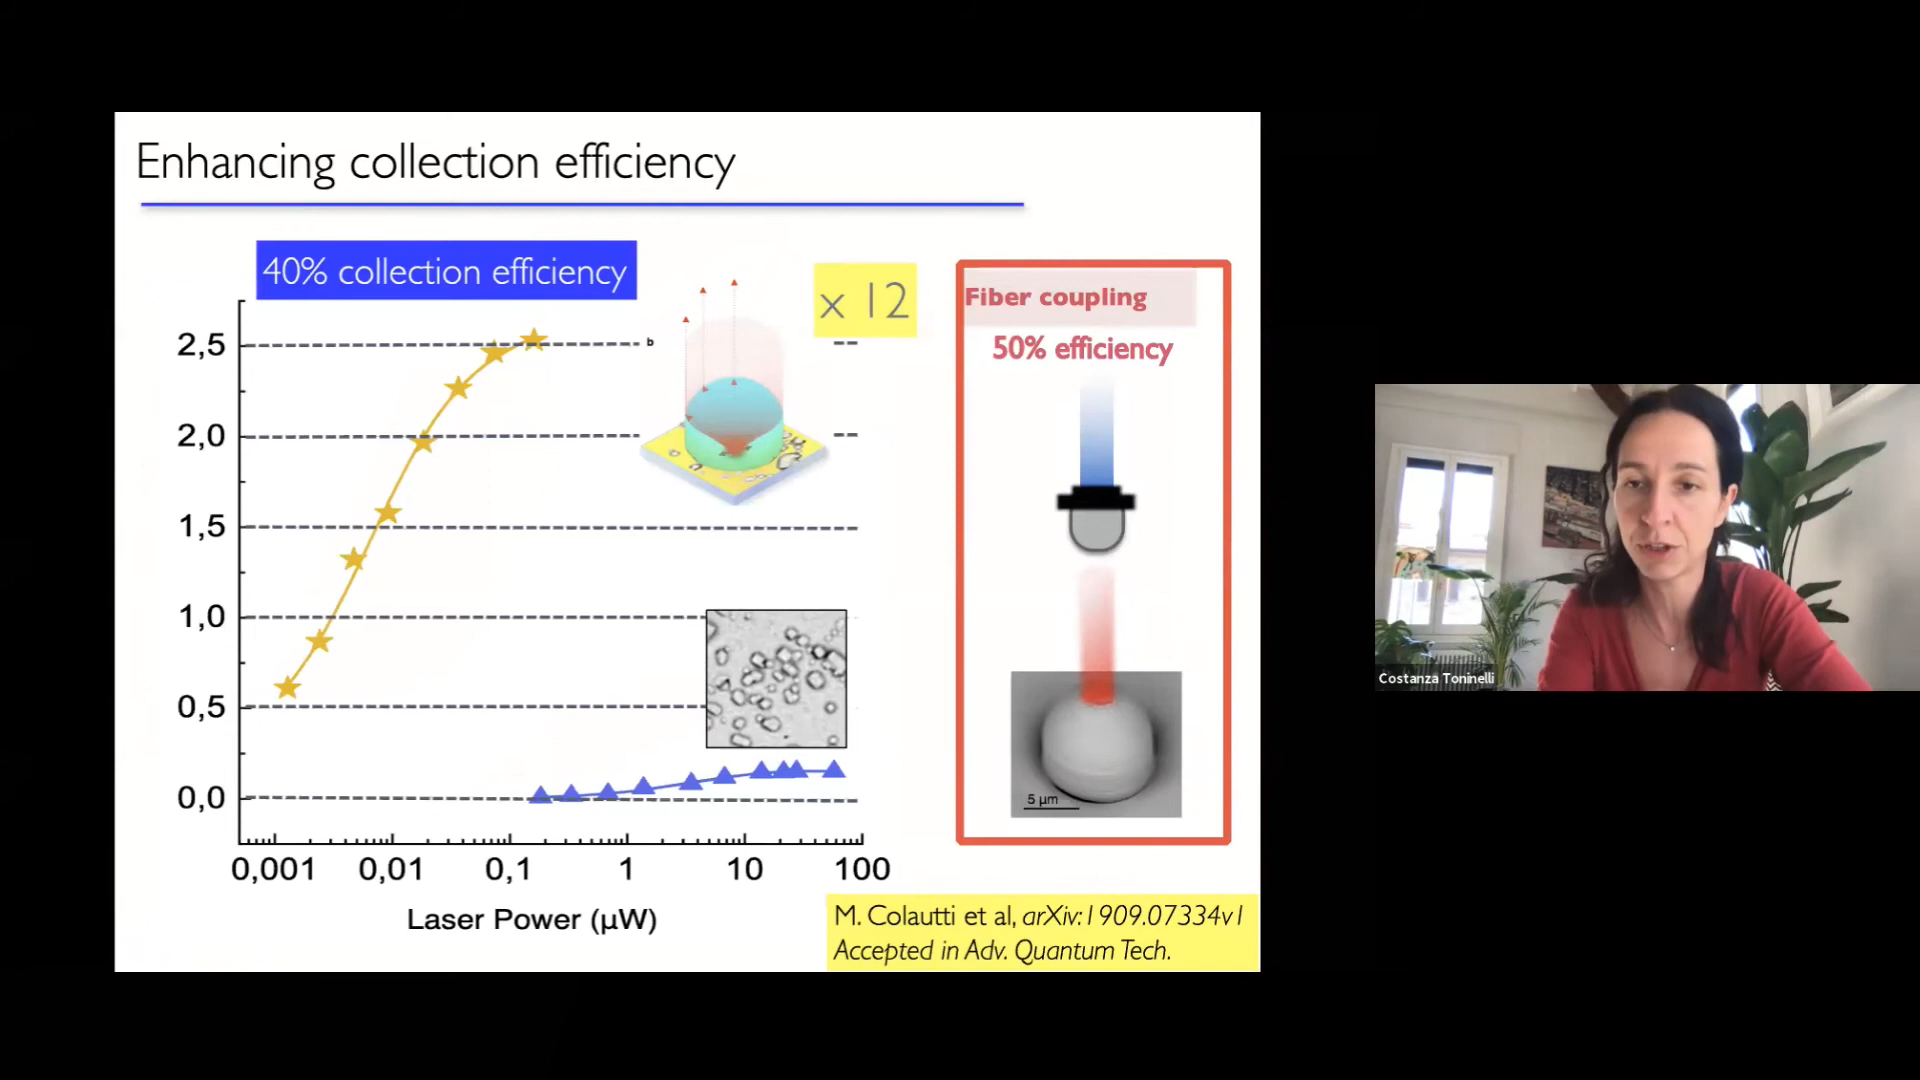 Enhancing collection efficiency
40% collection efficiency
x 12
b
2,5
2,0
1,5
1,0
0,5
0,0
0,001 0,01 0,1 1 10 100
Laser Power (µW)
Fiber coupling
50% efficiency
5 µm
M. Colautti et al, arXiv:1909.07334v1
Accepted in Adv. Quantum Tech.
Costanza Toninelli